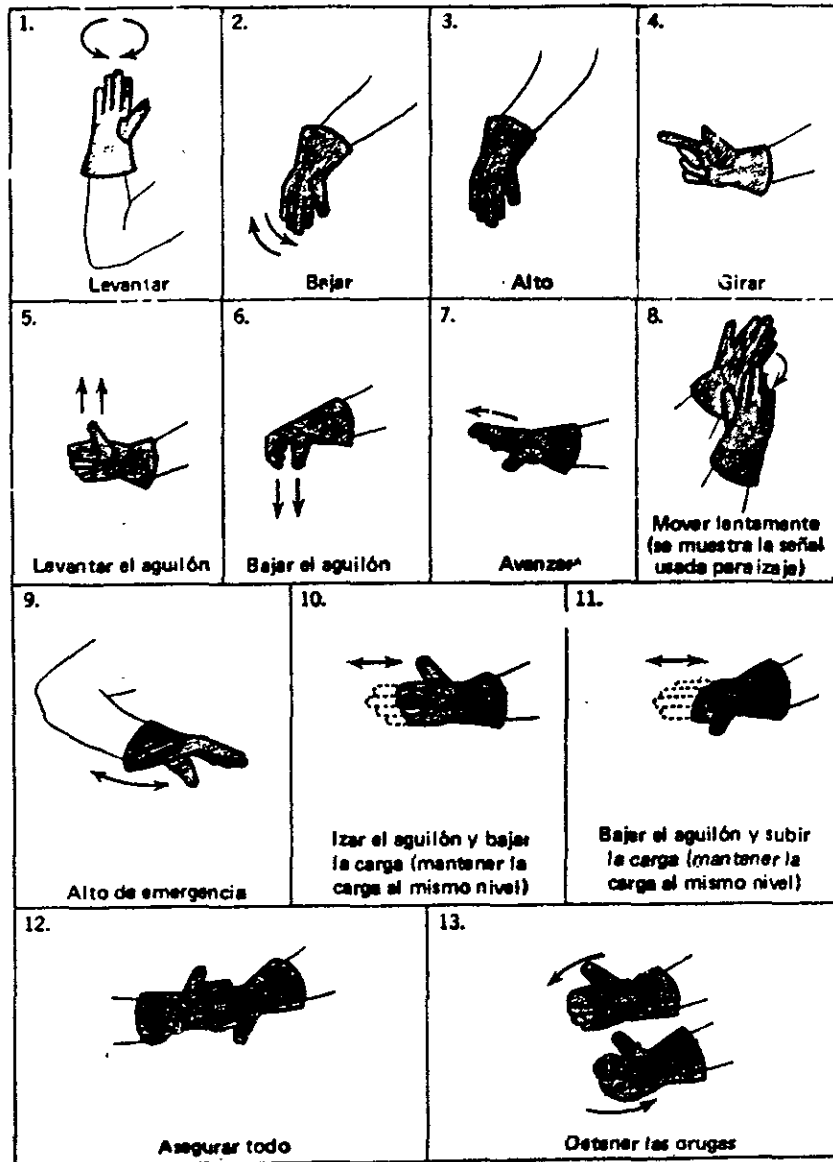 1.
Levantar
2.
Bajar
3.
Alto
4.
Girar
5.
Levantar el aguilón
6.
Bajar el aguilón
7.
Avanzar
8.
Mover lentamente
(se muestra la señal
usada para izaje)
9.
Alto de emergencia
10.
Izar el aguilón y bajar
la carga (mantener la
carga al mismo nivel)
11.
Bajar el aguilón y subir
la carga (mantener la
carga al mismo nivel)
12.
Asegurar todo
13.
Detener las orugas